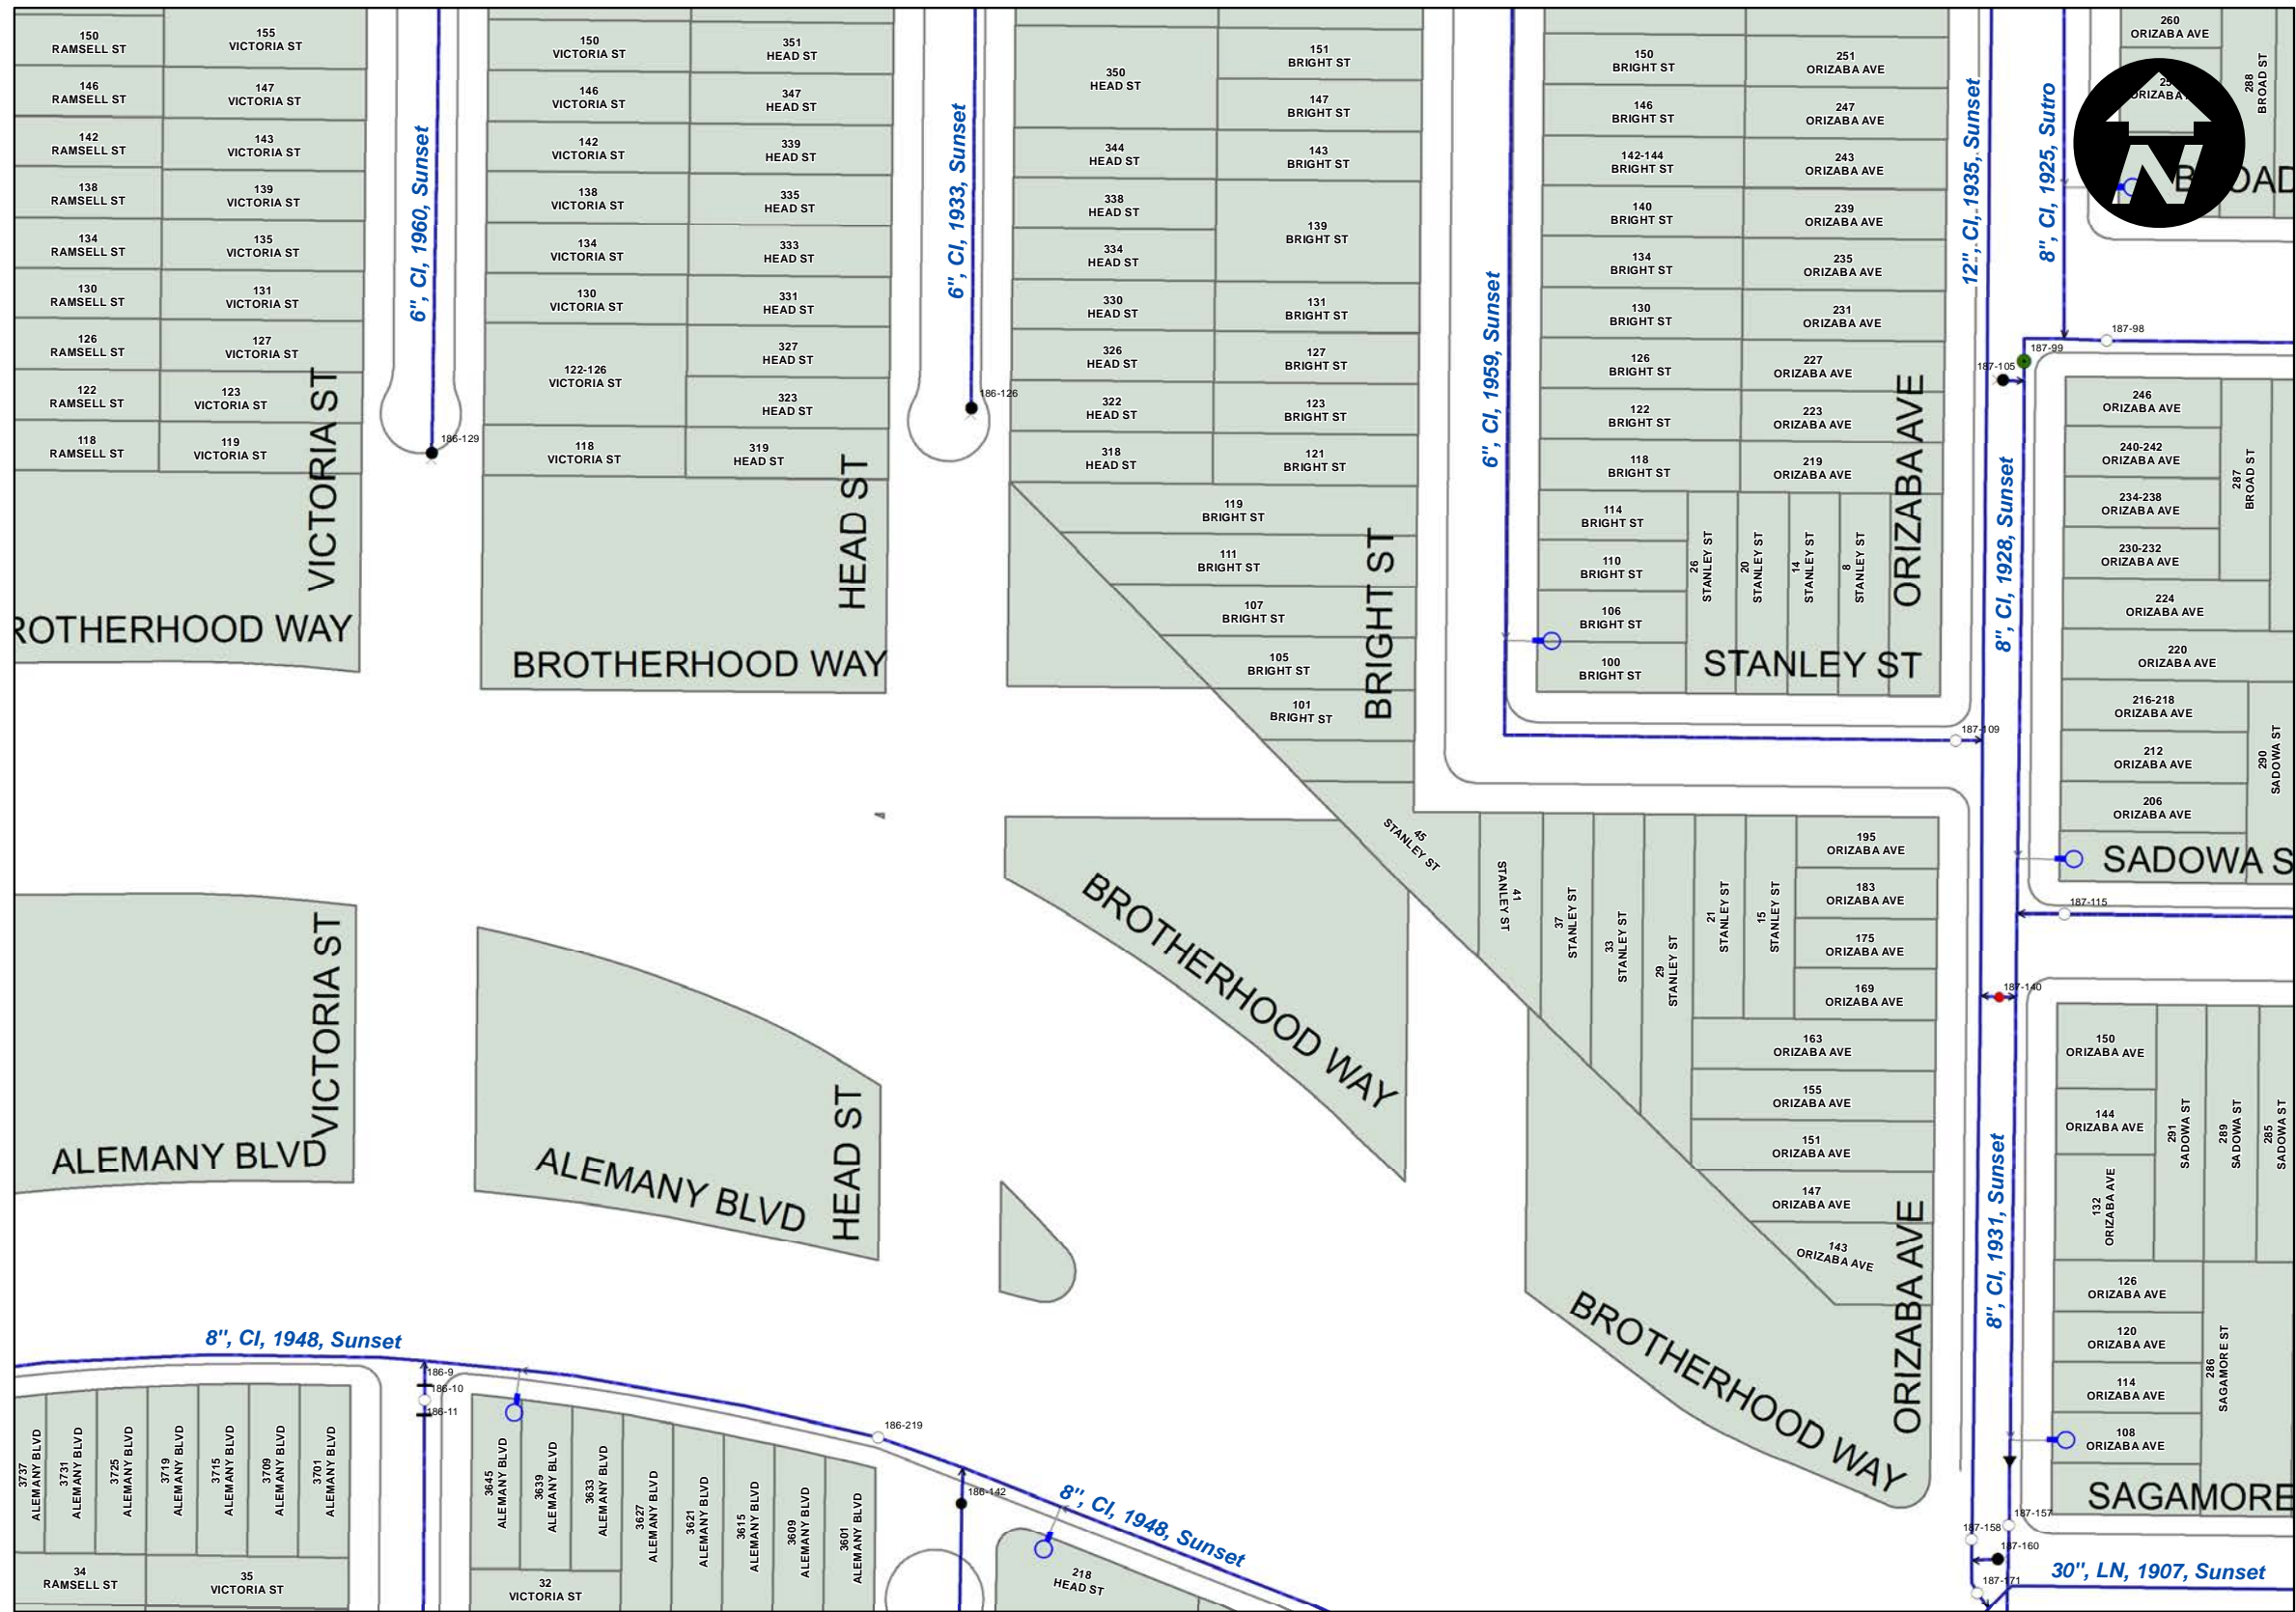 150
RAMSELL ST
146
RAMSELL ST
142
RAMSELL ST
138
RAMSELL ST
134
RAMSELL ST
130
RAMSELL ST
126
RAMSELL ST
122
RAMSELL ST
118
RAMSELL ST
155
VICTORIA ST
147
VICTORIA ST
143
VICTORIA ST
139
VICTORIA ST
135
VICTORIA ST
131
VICTORIA ST
127
VICTORIA ST
123
VICTORIA ST
119
VICTORIA ST
VICTORIA ST
ROTHERHOOD WAY
6", CI, 1960, Sunset
186-129
150
VICTORIA ST
146
VICTORIA ST
142
VICTORIA ST
138
VICTORIA ST
134
VICTORIA ST
130
VICTORIA ST
122-126
VICTORIA ST
118
VICTORIA ST
351
HEAD ST
347
HEAD ST
339
HEAD ST
335
HEAD ST
333
HEAD ST
331
HEAD ST
327
HEAD ST
323
HEAD ST
319
HEAD ST
HEAD ST
BROTHERHOOD WAY
6", CI, 1933, Sunset
186-126
350
HEAD ST
344
HEAD ST
338
HEAD ST
334
HEAD ST
330
HEAD ST
326
HEAD ST
322
HEAD ST
318
HEAD ST
151
BRIGHT ST
147
BRIGHT ST
143
BRIGHT ST
139
BRIGHT ST
131
BRIGHT ST
127
BRIGHT ST
123
BRIGHT ST
121
BRIGHT ST
119
BRIGHT ST
111
BRIGHT ST
107
BRIGHT ST
105
BRIGHT ST
101
BRIGHT ST
BRIGHT ST
6", CI, 1959, Sunset
150
BRIGHT ST
146
BRIGHT ST
142-144
BRIGHT ST
140
BRIGHT ST
134
BRIGHT ST
130
BRIGHT ST
126
BRIGHT ST
122
BRIGHT ST
118
BRIGHT ST
114
BRIGHT ST
110
BRIGHT ST
106
BRIGHT ST
100
BRIGHT ST
251
ORIZABA AVE
247
ORIZABA AVE
243
ORIZABA AVE
239
ORIZABA AVE
235
ORIZABA AVE
231
ORIZABA AVE
227
ORIZABA AVE
223
ORIZABA AVE
219
ORIZABA AVE
26
STANLEY ST
20
STANLEY ST
14
STANLEY ST
8
STANLEY ST
ORIZABA AVE
STANLEY ST
187-109
12", CI, 1935, Sunset
8", CI, 1925, Sutro
260
ORIZABA AVE
288
BROAD ST
N
187-98
187-99
187-105
8", CI, 1928, Sunset
246
ORIZABA AVE
240-242
ORIZABA AVE
234-238
ORIZABA AVE
230-232
ORIZABA AVE
224
ORIZABA AVE
220
ORIZABA AVE
216-218
ORIZABA AVE
212
ORIZABA AVE
206
ORIZABA AVE
287
BROAD ST
290
SADOWA ST
SADOWA S
187-115
187-140
45
STANLEY ST
41
STANLEY ST
37
STANLEY ST
33
STANLEY ST
29
STANLEY ST
21
STANLEY ST
15
STANLEY ST
195
ORIZABA AVE
183
ORIZABA AVE
175
ORIZABA AVE
169
ORIZABA AVE
163
ORIZABA AVE
155
ORIZABA AVE
151
ORIZABA AVE
147
ORIZABA AVE
143
ORIZABA AVE
ORIZABA AVE
BROTHERHOOD WAY
BROTHERHOOD WAY
8", CI, 1931, Sunset
150
ORIZABA AVE
144
ORIZABA AVE
132
ORIZABA AVE
126
ORIZABA AVE
120
ORIZABA AVE
114
ORIZABA AVE
108
ORIZABA AVE
291
SADOWA ST
289
SADOWA ST
285
SADOWA ST
286
SAGAMORE ST
SAGAMORE
187-157
187-158
187-160
187-171
30", LN, 1907, Sunset
VICTORIA ST
ALEMANY BLVD
HEAD ST
ALEMANY BLVD
8", CI, 1948, Sunset
186-9
186-10
186-11
186-219
186-142
8", CI, 1948, Sunset
3737
ALEMANY BLVD
3731
ALEMANY BLVD
3725
ALEMANY BLVD
3719
ALEMANY BLVD
3715
ALEMANY BLVD
3709
ALEMANY BLVD
3701
ALEMANY BLVD
34
RAMSELL ST
35
VICTORIA ST
3645
ALEMANY BLVD
3639
ALEMANY BLVD
3633
ALEMANY BLVD
3627
ALEMANY BLVD
3621
ALEMANY BLVD
3615
ALEMANY BLVD
3609
ALEMANY BLVD
3601
ALEMANY BLVD
32
VICTORIA ST
218
HEAD ST